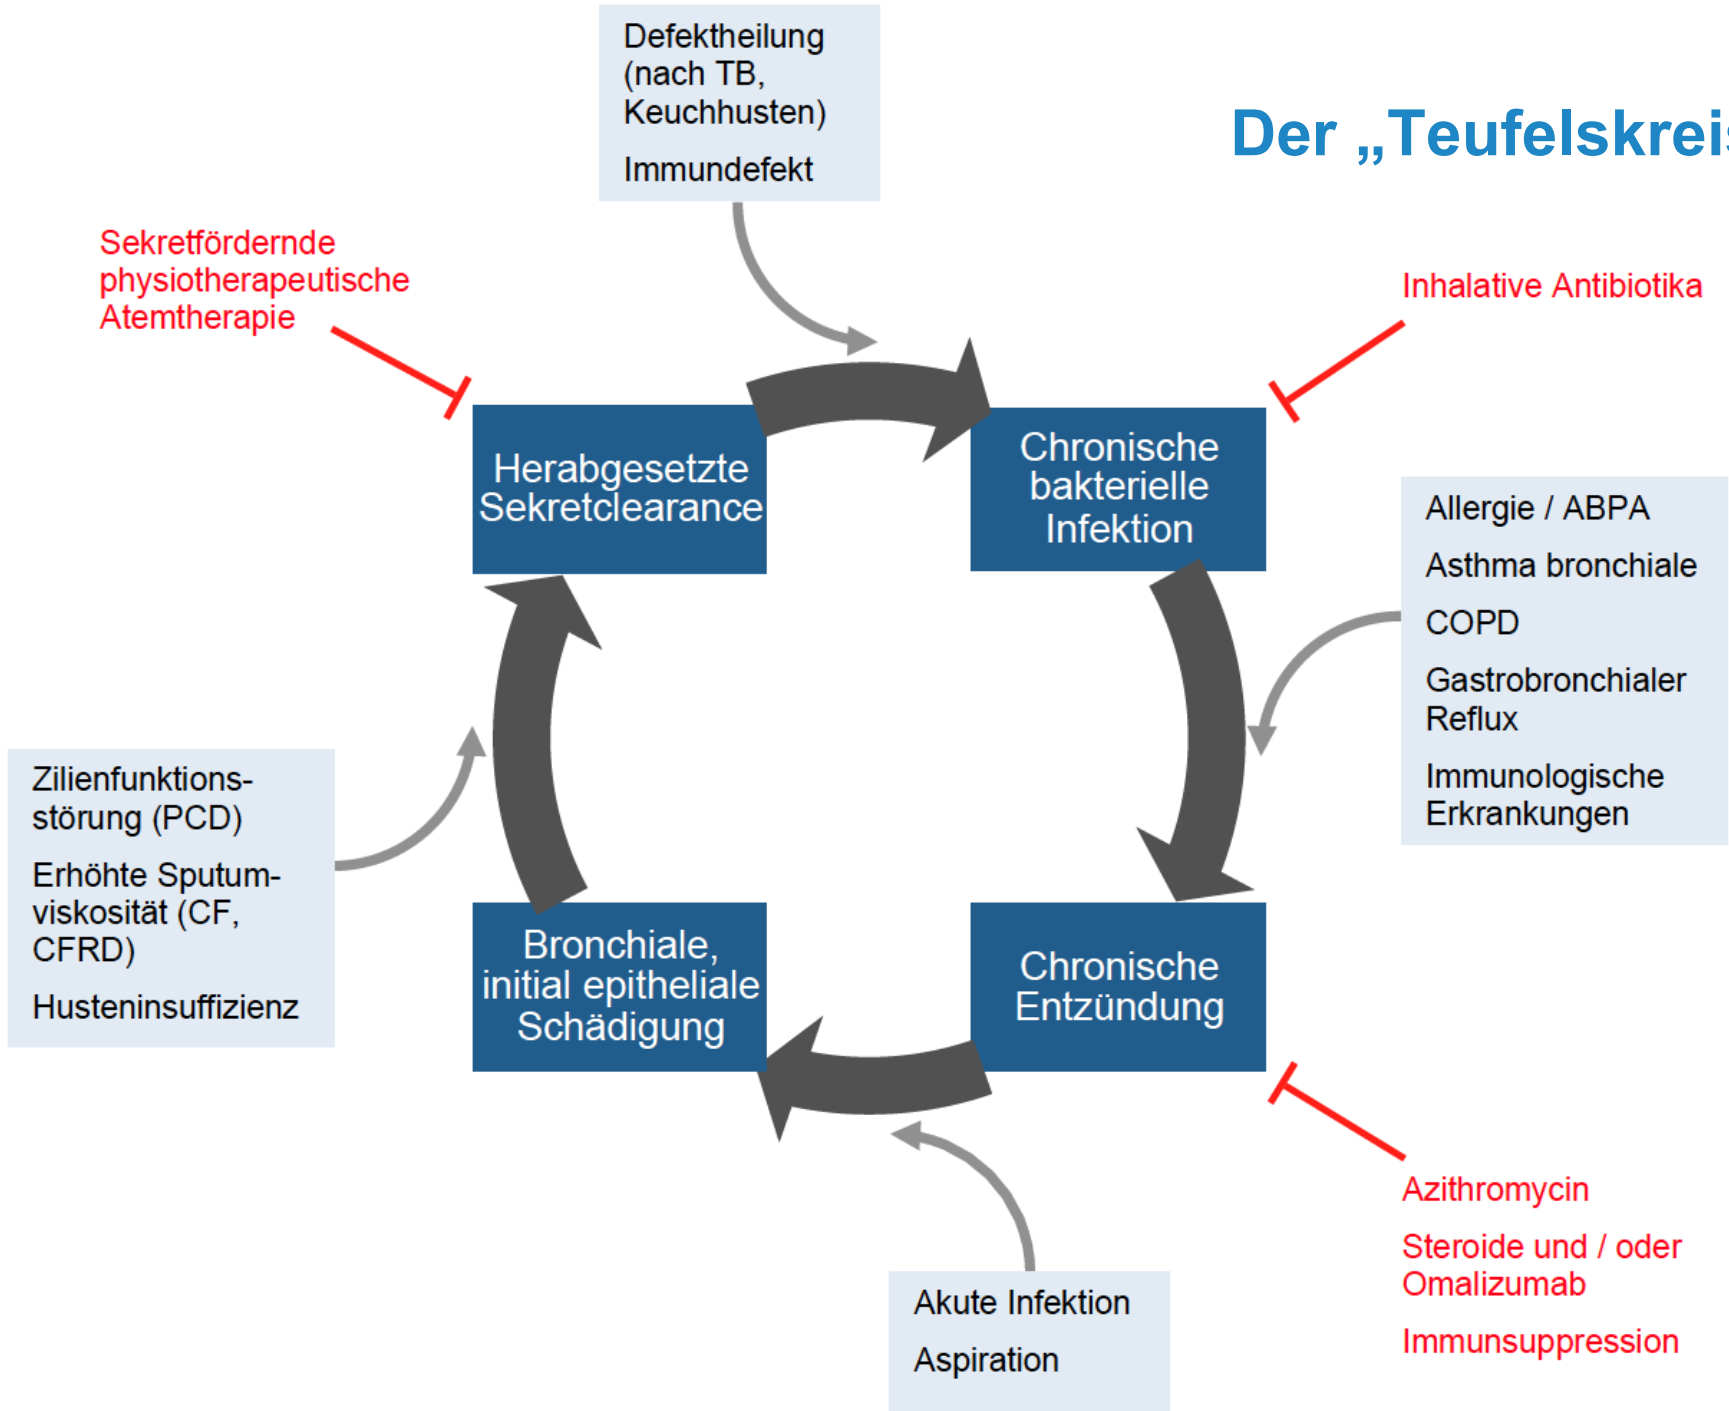 Defektheilung
(nach TB,
Keuchhusten)
Immundefekt
Der „Teufelskreis
Sekretfördernde
physiotherapeutische
Atemtherapie
Inhalative Antibiotika
Herabgesetzte
Sekretclearance
Chronische
bakterielle
Infektion
Allergie / ABPA
Asthma bronchiale
COPD
Gastrobronchialer
Reflux
Immunologische
Erkrankungen
Zilienfunktions-
störung (PCD)
Erhöhte Sputum-
viskosität (CF,
CFRD)
Husteninsuffizienz
Bronchiale,
initial epitheliale
Schädigung
Chronische
Entzündung
Azithromycin
Steroide und / oder
Omalizumab
Immunsuppression
Akute Infektion
Aspiration